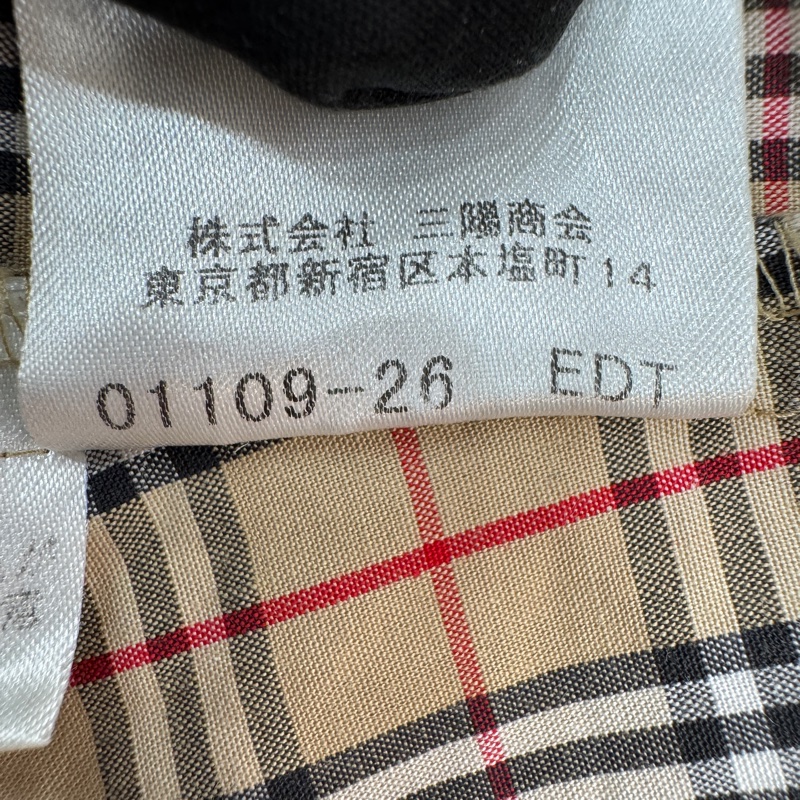 株式会社 三陽商会
東京都新宿区本塩町14
01109-26 EDT